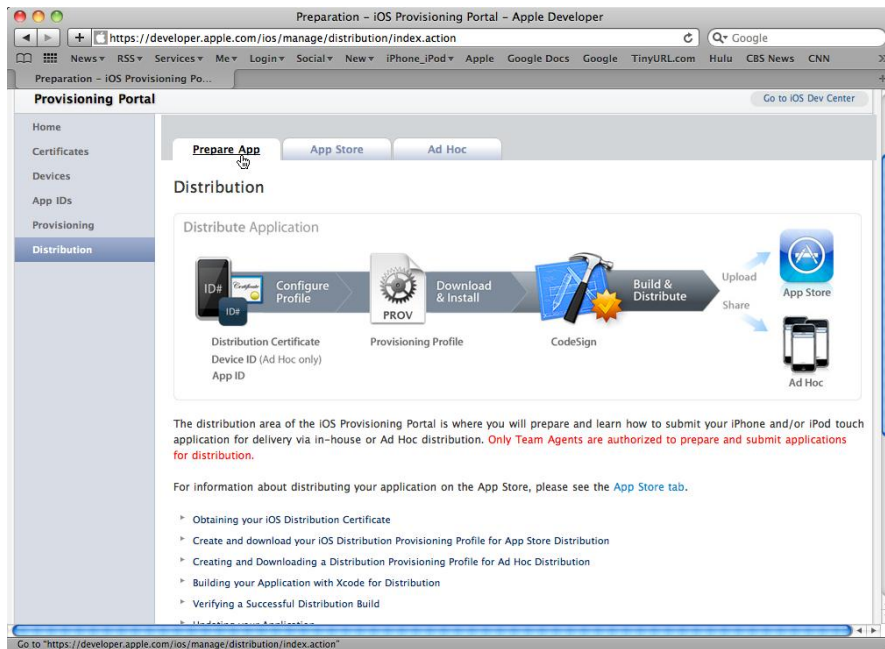 Preparation – iOS Provisioning Portal – Apple Developer
https://developer.apple.com/ios/manage/distribution/index.action
Google
News RSS Services Me Login Social New iPhone_iPod Apple Google Docs Google TinyURL.com Hulu CBS News CNN
Preparation – iOS Provisioning Po...
Provisioning Portal
Go to iOS Dev Center
Home
Certificates
Devices
App IDs
Provisioning
Distribution
Prepare App
App Store
Ad Hoc
Distribution
Distribute Application
ID#
Certificate
ID#
Configure
Profile
PROV
Download
& Install
Build &
Distribute
Upload
Share
App Store
Ad Hoc
Distribution Certificate
Device ID (Ad Hoc only)
App ID
Provisioning Profile
CodeSign
The distribution area of the iOS Provisioning Portal is where you will prepare and learn how to submit your iPhone and/or iPod touch
application for delivery via in-house or Ad Hoc distribution. Only Team Agents are authorized to prepare and submit applications
for distribution.
For information about distributing your application on the App Store, please see the App Store tab.
Obtaining your iOS Distribution Certificate
Create and download your iOS Distribution Provisioning Profile for App Store Distribution
Creating and Downloading a Distribution Provisioning Profile for Ad Hoc Distribution
Building your Application with Xcode for Distribution
Verifying a Successful Distribution Build
Updating your Application
Go to "https://developer.apple.com/ios/manage/distribution/index.action"